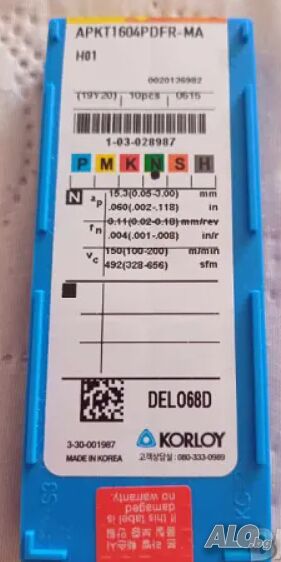 APKT1604PDFR-MA
H01
0020136982
(19Y20) 10pcs 0615
1-03-028987
P M K N S H
N ap 15.3(0.05-3.00) mm
.060(.002-.118) in
fn 0.11(0.02-0.18) mm/rev
.004(.001-.008) in/r
vc 150(100-200) m/min
492(328-656) sfm
DELO68D
3-30-001987
MADE IN KOREA
KORLOY
고객상담실 : 080-333-0989
no warranty.
damaged
if this label is
ALO.bg